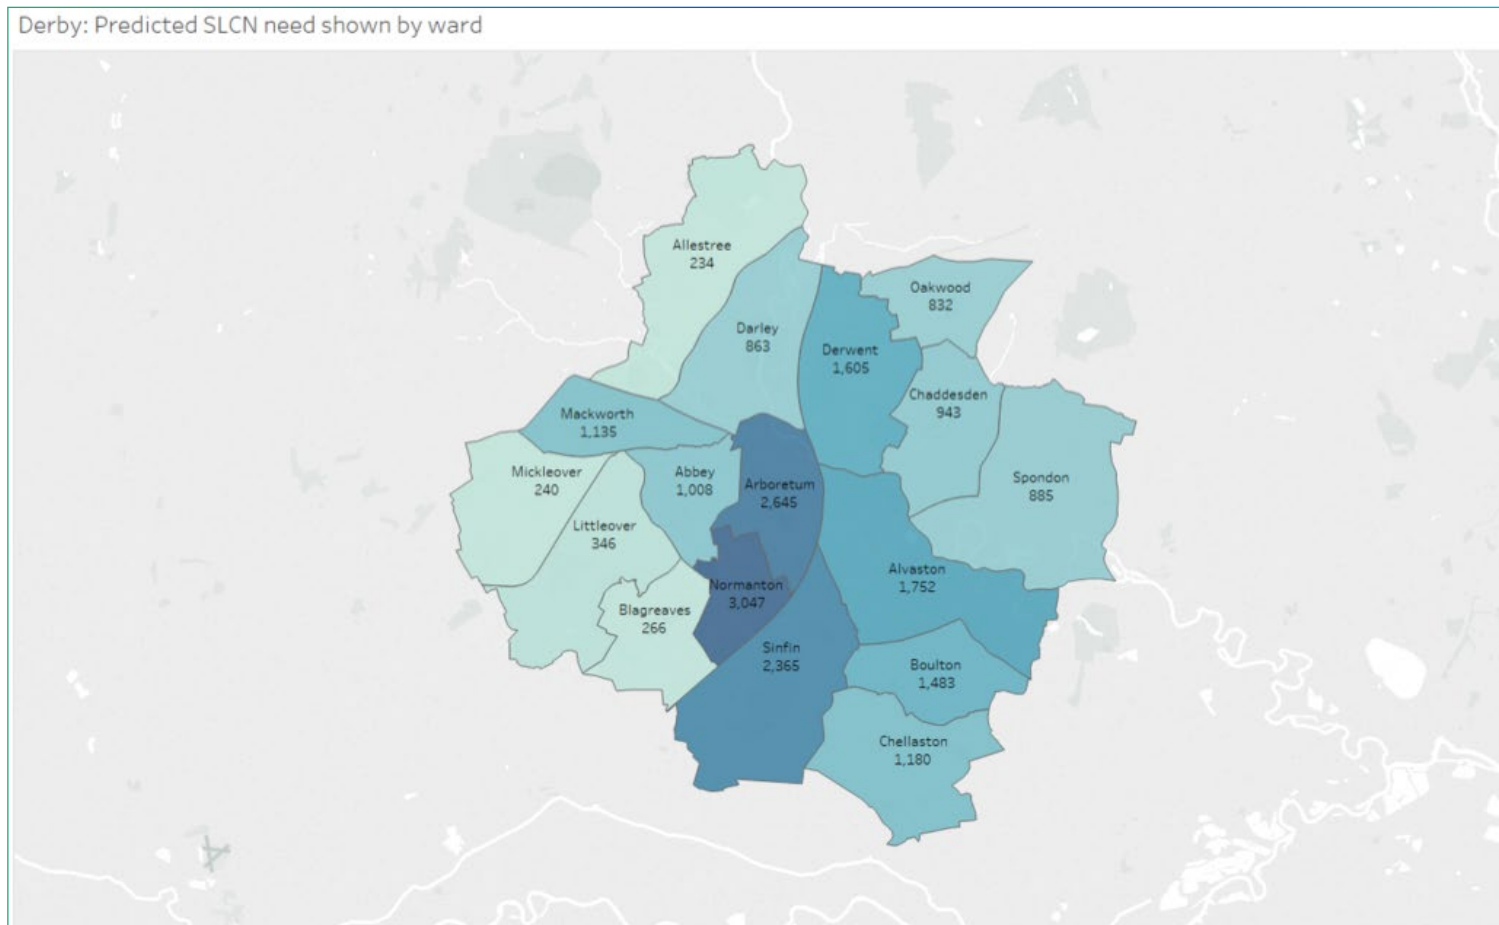 Derby: Predicted SLCN need shown by ward
Allestree
234
Oakwood
832
Darley
863
Derwent
1,605
Chaddesden
943
Mackworth
1,135
Mickleover
240
Abbey
1,008
Arboretum
2,645
Spondon
885
Littleover
346
Alvaston
1,752
Normanton
3,047
Blagreaves
266
Sinfin
2,365
Boulton
1,483
Chellaston
1,180